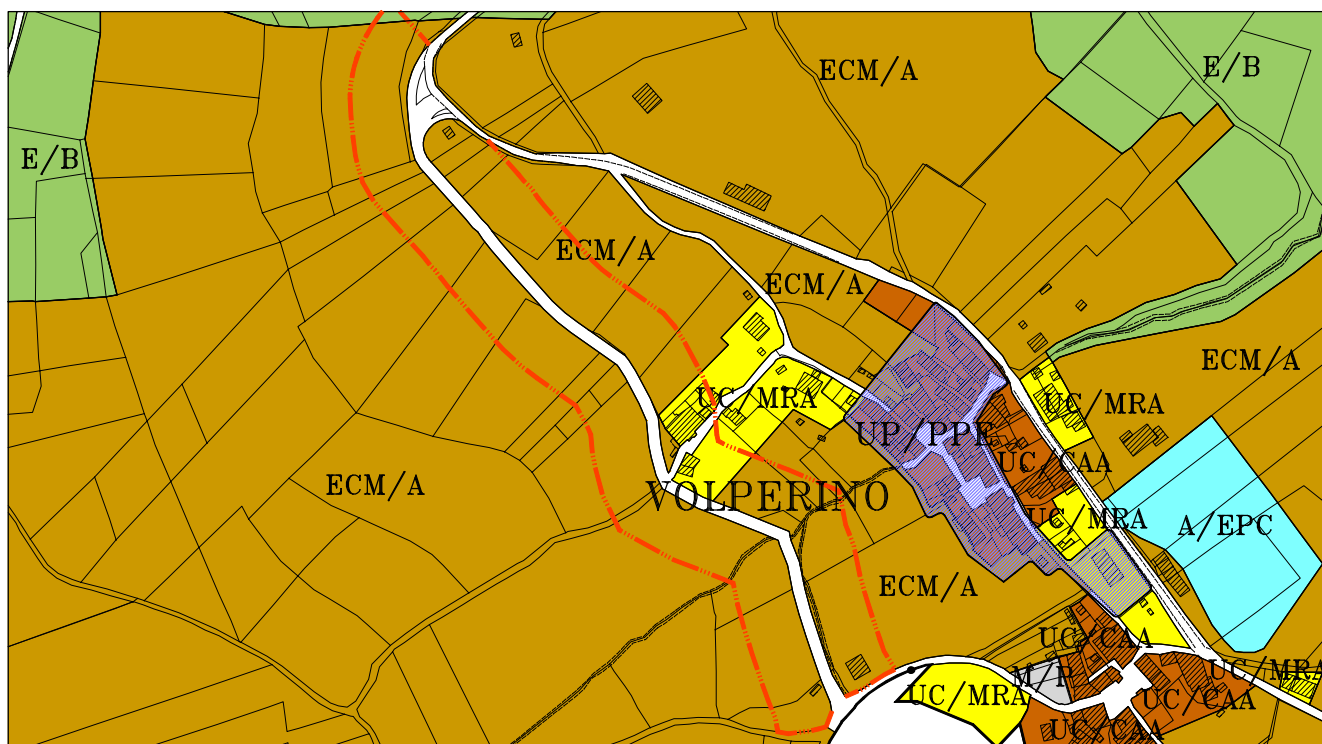 ECM/A
E/B
E/B
ECM/A
ECM/A
ECM/A
UC/MRA
UC/MRA
UP/PPE
UC/CAA
ECM/A
VOLPERINO
UC/MRA
A/EPC
ECM/A
UC/CAA
M/P
UC/MRA
UC/MRA
UC/CAA
UC/CAA